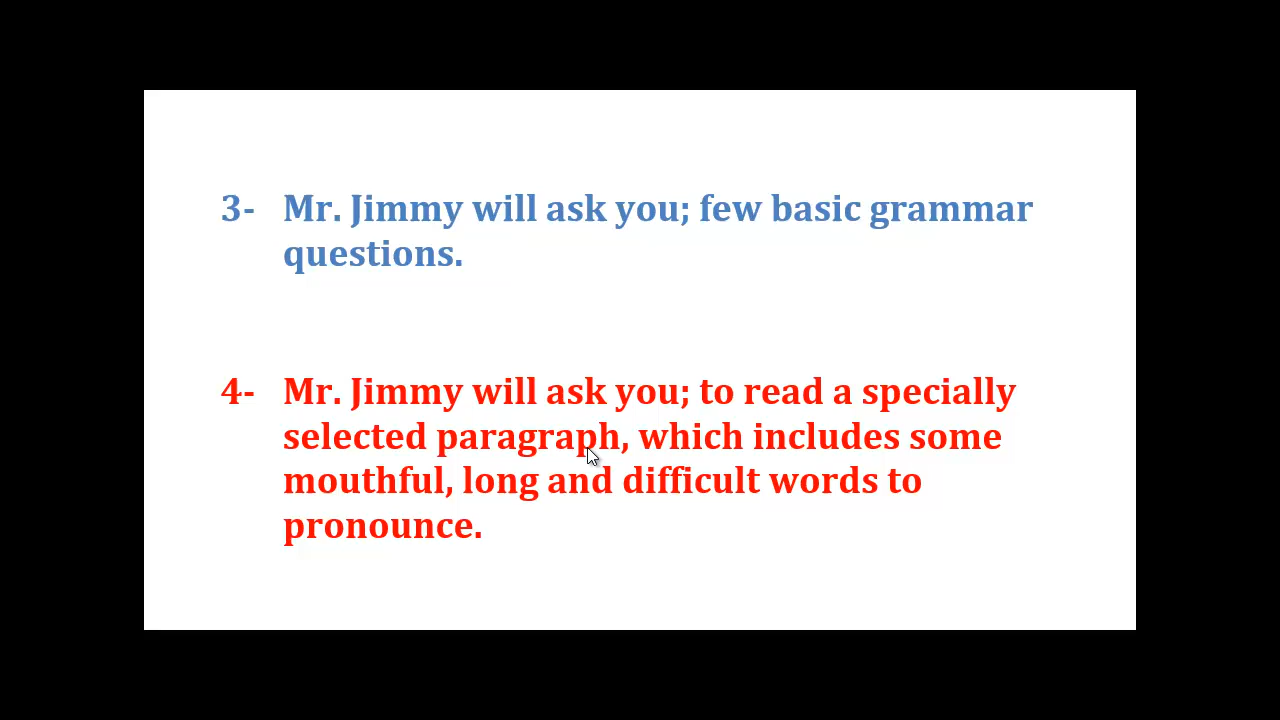 3- Mr. Jimmy will ask you; few basic grammar
questions.
4- Mr. Jimmy will ask you; to read a specially
selected paragraph, which includes some
mouthful, long and difficult words to
pronounce.